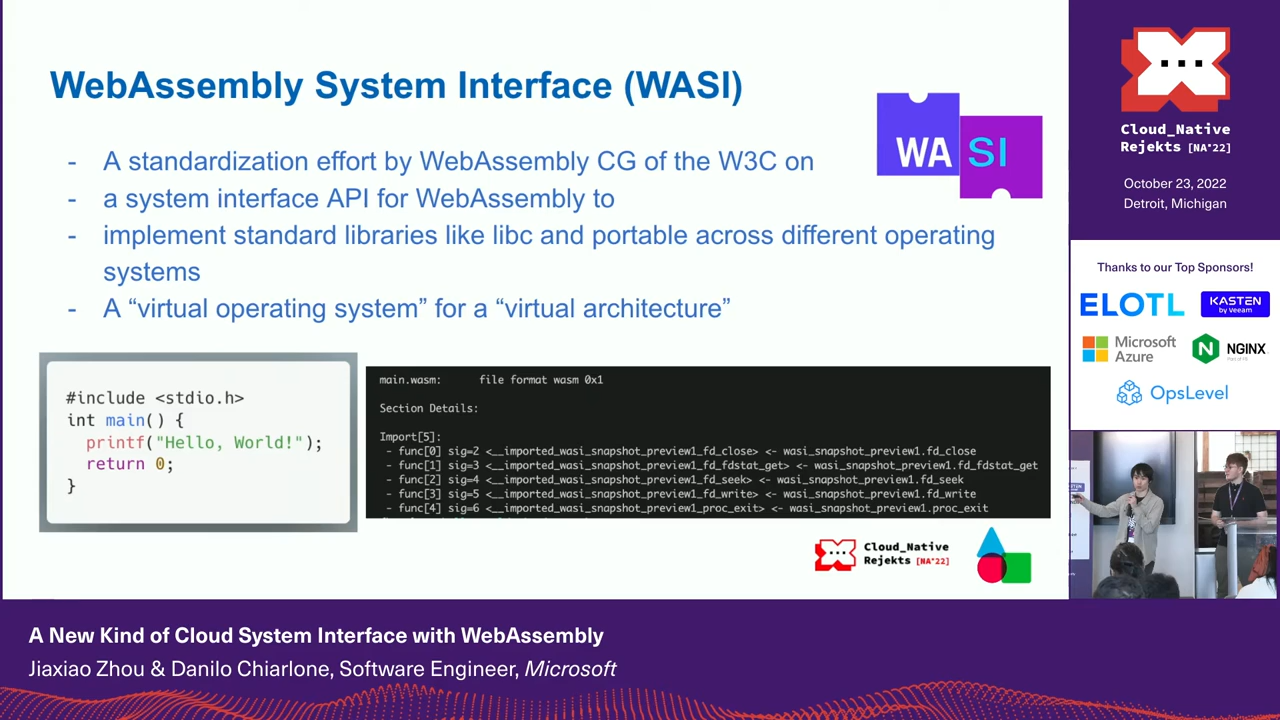 WebAssembly System Interface (WASI)
WA SI
- A standardization effort by WebAssembly CG of the W3C on
- a system interface API for WebAssembly to
- implement standard libraries like libc and portable across different operating
systems
- A “virtual operating system” for a “virtual architecture”
#include <stdio.h>
int main() {
printf("Hello, World!");
return 0;
}
main.wasm: file format wasm 0x1
Section Details:
Import[5]:
- func[0] sig=2 <__imported_wasi_snapshot_preview1_fd_close> <- wasi_snapshot_preview1.fd_close
- func[1] sig=3 <__imported_wasi_snapshot_preview1_fd_fdstat_get> <- wasi_snapshot_preview1.fd_fdstat_get
- func[2] sig=4 <__imported_wasi_snapshot_preview1_fd_seek> <- wasi_snapshot_preview1.fd_seek
- func[3] sig=5 <__imported_wasi_snapshot_preview1_fd_write> <- wasi_snapshot_preview1.fd_write
- func[4] sig=6 <__imported_wasi_snapshot_preview1_proc_exit> <- wasi_snapshot_preview1.proc_exit
Cloud_Native
Rejekts [NA'22]
Cloud_Native
Rejekts [NA'22]
October 23, 2022
Detroit, Michigan
Thanks to our Top Sponsors!
ELOTL
KASTEN
by Veeam
Microsoft
Azure
NGINX
OpsLevel
A New Kind of Cloud System Interface with WebAssembly
Jiaxiao Zhou & Danilo Chiarlone, Software Engineer, Microsoft